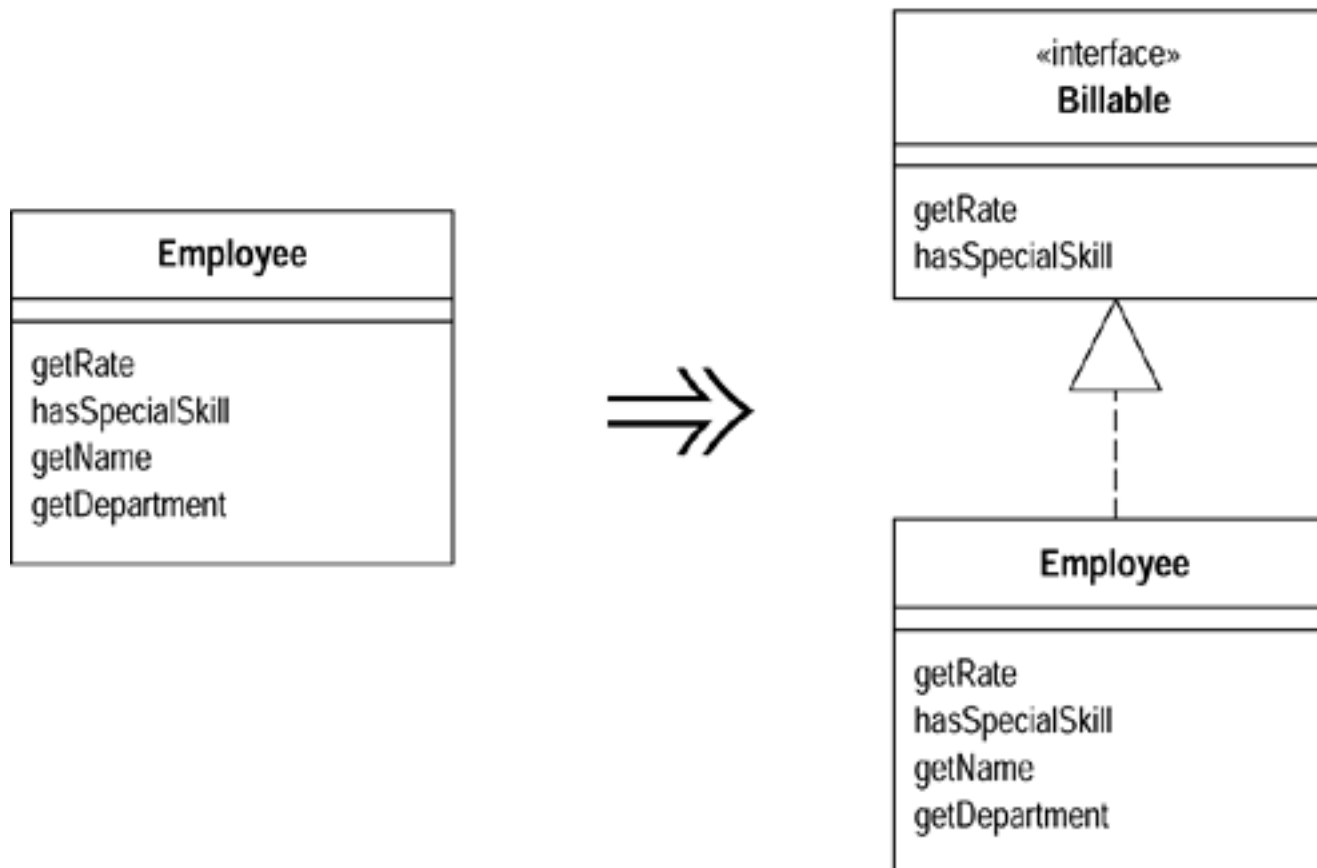 Employee
getRate
hasSpecialSkill
getName
getDepartment
«interface»
Billable
getRate
hasSpecialSkill
Employee
getRate
hasSpecialSkill
getName
getDepartment